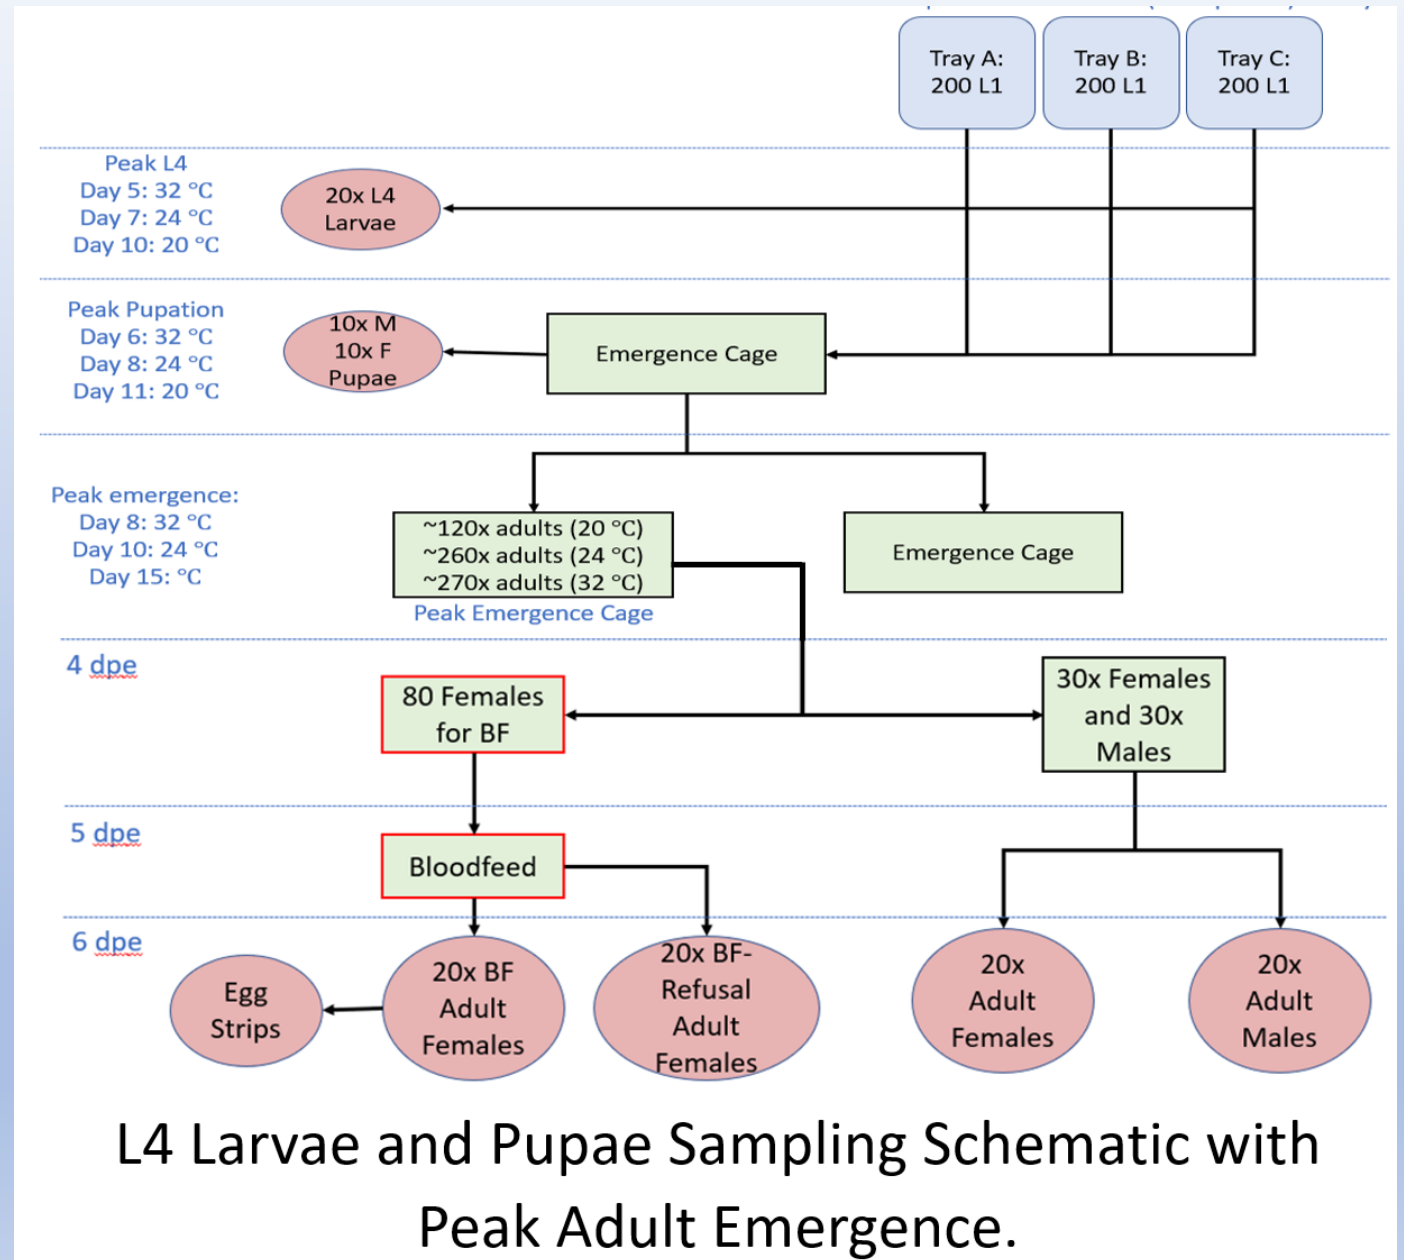 Tray A:
200 L1
Tray B:
200 L1
Tray C:
200 L1
Peak L4
Day 5: 32 °C
Day 7: 24 °C
Day 10: 20 °C
20x L4
Larvae
Peak Pupation
Day 6: 32 °C
Day 8: 24 °C
Day 11: 20 °C
10x M
10x F
Pupae
Emergence Cage
Peak emergence:
Day 8: 32 °C
Day 10: 24 °C
Day 15: °C
~120x adults (20 °C)
~260x adults (24 °C)
~270x adults (32 °C)
Peak Emergence Cage
Emergence Cage
4 dpe
80 Females
for BF
30x Females
and 30x
Males
5 dpe
Bloodfeed
6 dpe
Egg
Strips
20x BF
Adult
Females
20x BF-
Refusal
Adult
Females
20x
Adult
Females
20x
Adult
Males
L4 Larvae and Pupae Sampling Schematic with
Peak Adult Emergence.